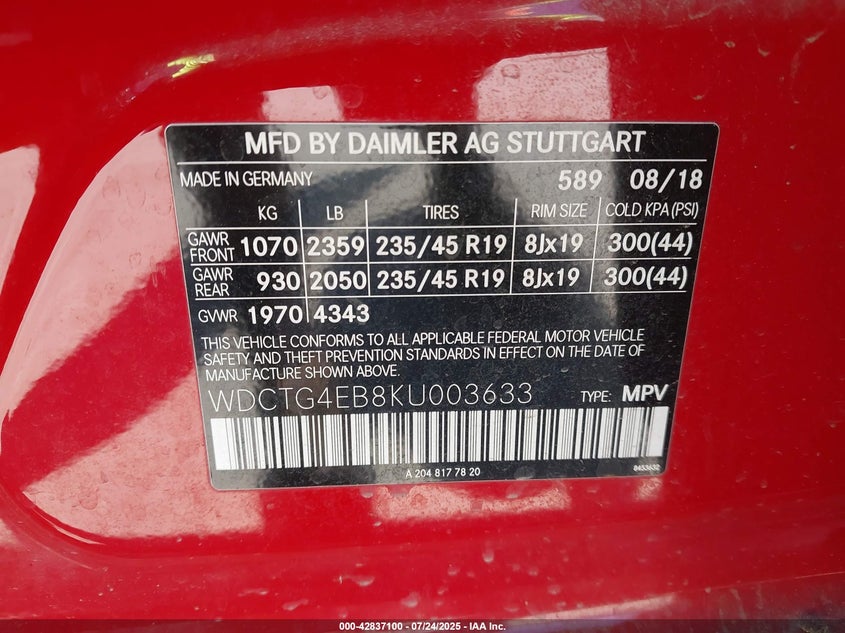 MFD BY DAIMLER AG STUTTGART
MADE IN GERMANY 589 08/18
KG LB TIRES RIM SIZE COLD KPA (PSI)
GAWR FRONT 1070 2359 235/45 R19 8Jx19 300(44)
GAWR REAR 930 2050 235/45 R19 8Jx19 300(44)
GVWR 1970 4343
THIS VEHICLE CONFORMS TO ALL APPLICABLE FEDERAL MOTOR VEHICLE
SAFETY AND THEFT PREVENTION STANDARDS IN EFFECT ON THE DATE OF
MANUFACTURE SHOWN ABOVE.
WDCTG4EB8KU003633 TYPE: MPV
A 204 817 78 20 8453632
000-42837100 - 07/24/2025 - IAA Inc.